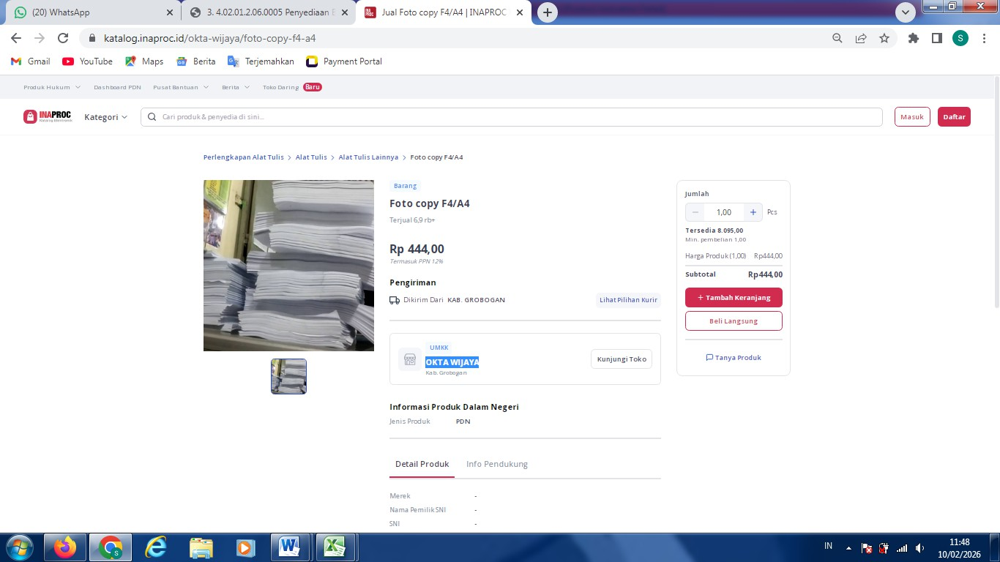 (20) WhatsApp
3. 4.02.01.2.06.0005 Penyediaan
Jual Foto copy F4/A4 | INAPROC
katalog.inaproc.id/okta-wijaya/foto-copy-f4-a4
S
Gmail YouTube Maps Berita Terjemahkan Payment Portal
Produk Hukum Dashboard PDN Pusat Bantuan Berita Toko Daring Baru
INAPROC
Katalog Elektronik
Kategori
Cari produk & penyedia di sini...
Masuk
Daftar
Perlengkapan Alat Tulis > Alat Tulis > Alat Tulis Lainnya > Foto copy F4/A4
Barang
Foto copy F4/A4
Terjual 6,9 rb+
Rp 444,00
Termasuk PPN 12%
Pengiriman
Dikirim Dari KAB. GROBOGAN
Lihat Pilihan Kurir
UMKK
OKTA WIJAYA
Kab. Grobogan
Kunjungi Toko
Informasi Produk Dalam Negeri
Jenis Produk PDN
Detail Produk Info Pendukung
Merek -
Nama Pemilik SNI -
SNI -
Jumlah
− 1,00 + Pcs
Tersedia 8.095,00
Min. pembelian 1,00
Harga Produk (1,00) Rp444,00
Subtotal Rp444,00
+ Tambah Keranjang
Beli Langsung
Tanya Produk
IN
11:48
10/02/2026